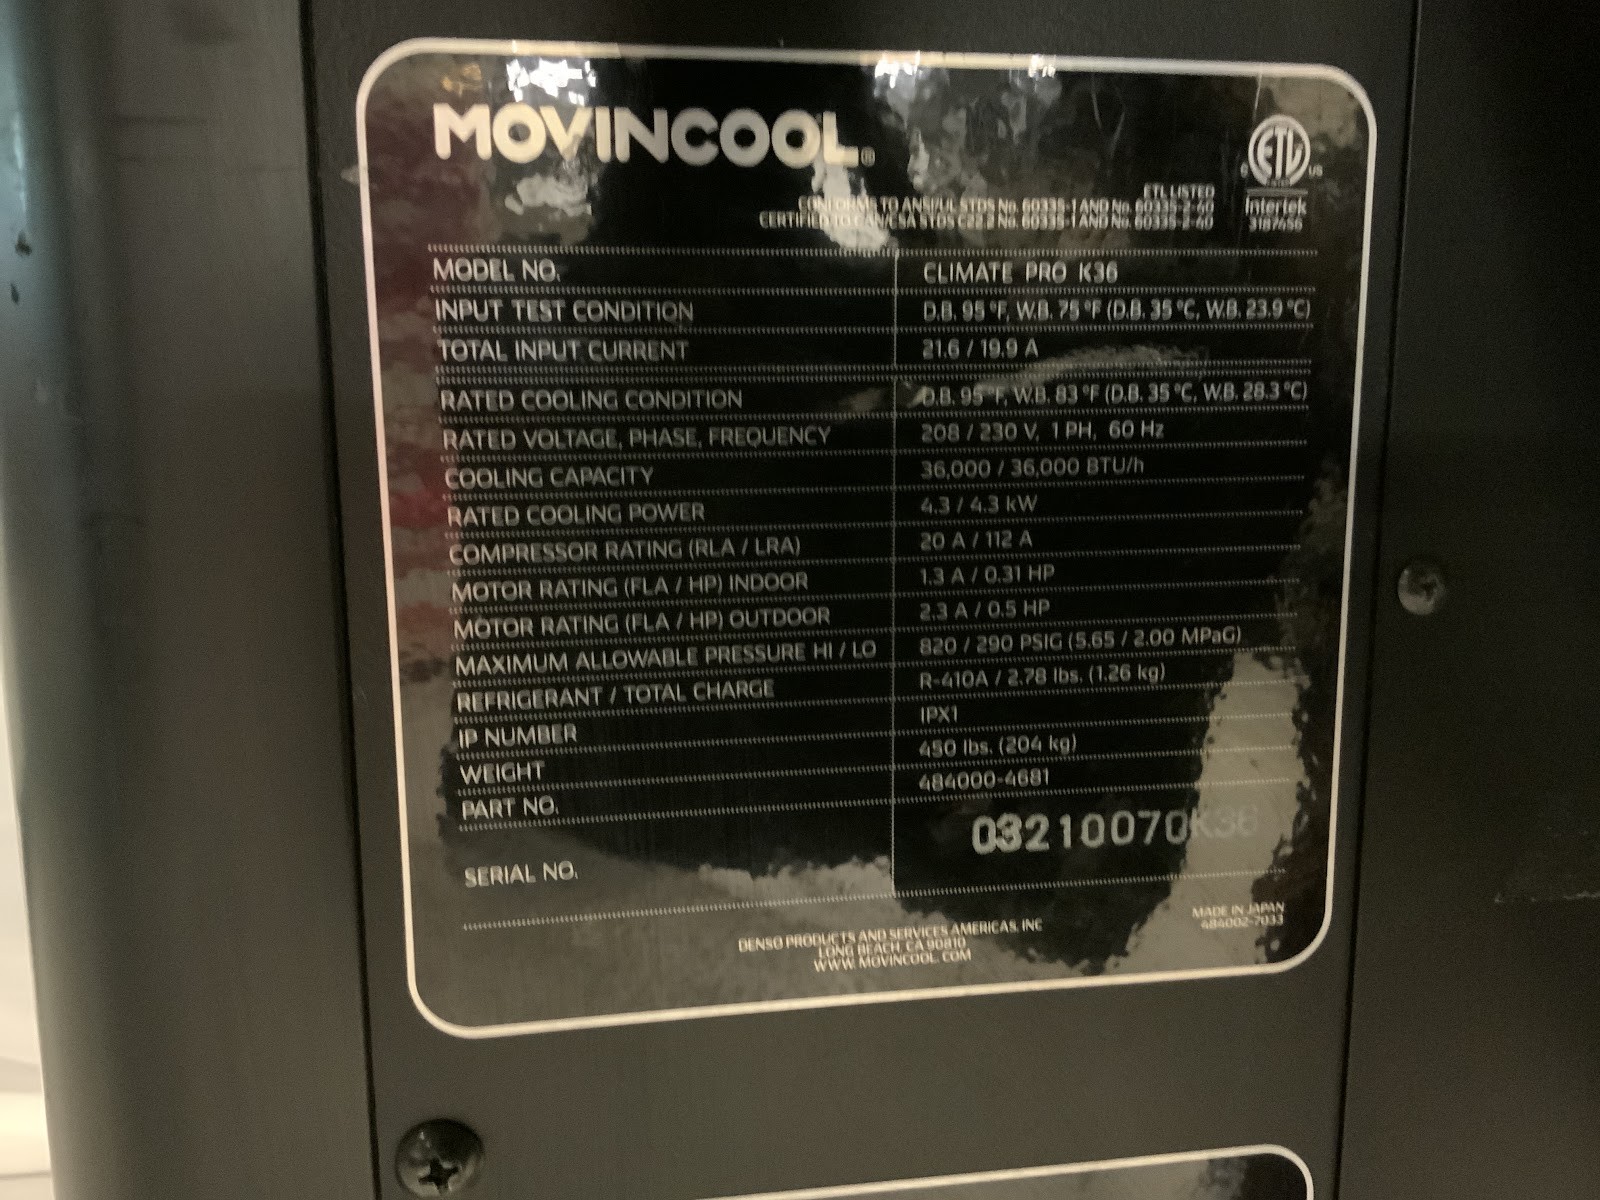 MOVINCOOL®
ETL LISTED
CONFORMS TO ANSI/UL STDS No. 60335-1 AND No. 60335-2-40
CERTIFIED TO CAN/CSA STDS C22.2 No. 60335-1 AND No. 60335-2-40
C ETL US
Intertek
3187456
MODEL NO. CLIMATE PRO K36
INPUT TEST CONDITION D.B. 95 °F, W.B. 75 °F (D.B. 35 °C, W.B. 23.9 °C)
TOTAL INPUT CURRENT 21.6 / 19.9 A
RATED COOLING CONDITION D.B. 95 °F, W.B. 83 °F (D.B. 35 °C, W.B. 28.3 °C)
RATED VOLTAGE, PHASE, FREQUENCY 208 / 230 V, 1 PH, 60 Hz
COOLING CAPACITY 36,000 / 36,000 BTU/h
RATED COOLING POWER 4.3 / 4.3 kW
COMPRESSOR RATING (RLA / LRA) 20 A / 112 A
MOTOR RATING (FLA / HP) INDOOR 1.3 A / 0.31 HP
MOTOR RATING (FLA / HP) OUTDOOR 2.3 A / 0.5 HP
MAXIMUM ALLOWABLE PRESSURE HI / LO 820 / 290 PSIG (5.65 / 2.00 MPaG)
REFRIGERANT / TOTAL CHARGE R-410A / 2.78 lbs. (1.26 kg)
IP NUMBER IPX1
WEIGHT 450 lbs. (204 kg)
PART NO. 484000-4681
SERIAL NO. 03210070K36
DENSO PRODUCTS AND SERVICES AMERICAS, INC
LONG BEACH, CA 90810
WWW.MOVINCOOL.COM
MADE IN JAPAN
484002-7033